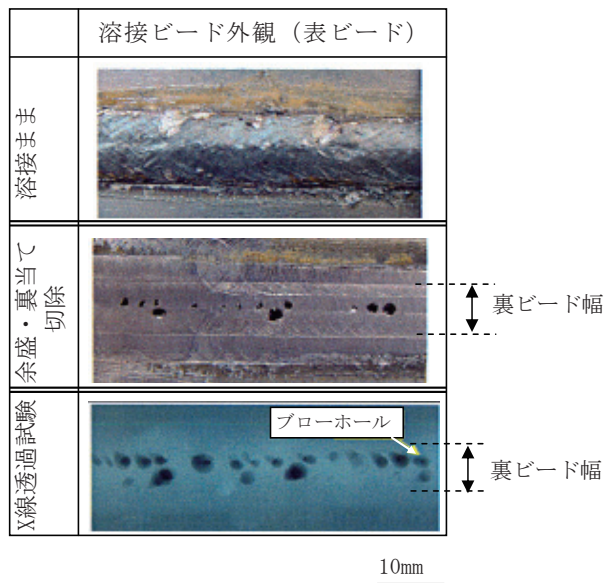 溶接ビード外観（表ビード）
溶接まま
余盛・裏当て
切除
裏ビード幅
X線透過試験
ブローホール
裏ビード幅
10mm